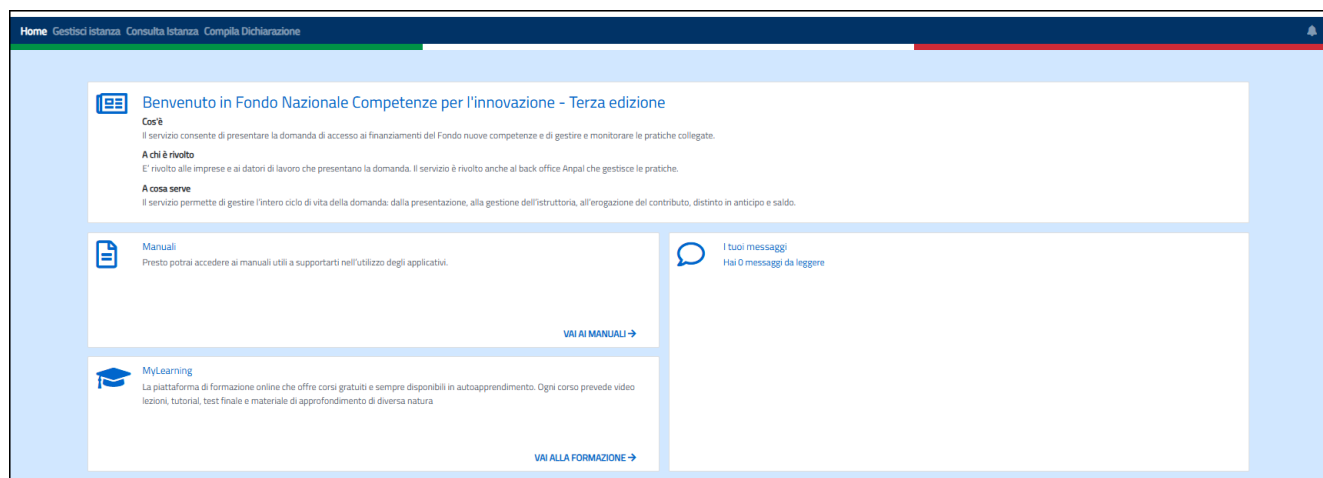 Home Gestisci istanza Consulta Istanza Compila Dichiarazione
Benvenuto in Fondo Nazionale Competenze per l'innovazione - Terza edizione
Cos'è
Il servizio consente di presentare la domanda di accesso ai finanziamenti del Fondo nuove competenze e di gestire e monitorare le pratiche collegate.
A chi è rivolto
E' rivolto alle imprese e ai datori di lavoro che presentano la domanda. Il servizio è rivolto anche al back office Anpal che gestisce le pratiche.
A cosa serve
Il servizio permette di gestire l'intero ciclo di vita della domanda: dalla presentazione, alla gestione dell'istruttoria, all'erogazione del contributo, distinto in anticipo e saldo.
Manuali
Presto potrai accedere ai manuali utili a supportarti nell'utilizzo degli applicativi.
VAI AI MANUALI
I tuoi messaggi
Hai 0 messaggi da leggere
MyLearning
La piattaforma di formazione online che offre corsi gratuiti e sempre disponibili in autoapprendimento. Ogni corso prevede video
lezioni, tutorial, test finale e materiale di approfondimento di diversa natura
VAI ALLA FORMAZIONE